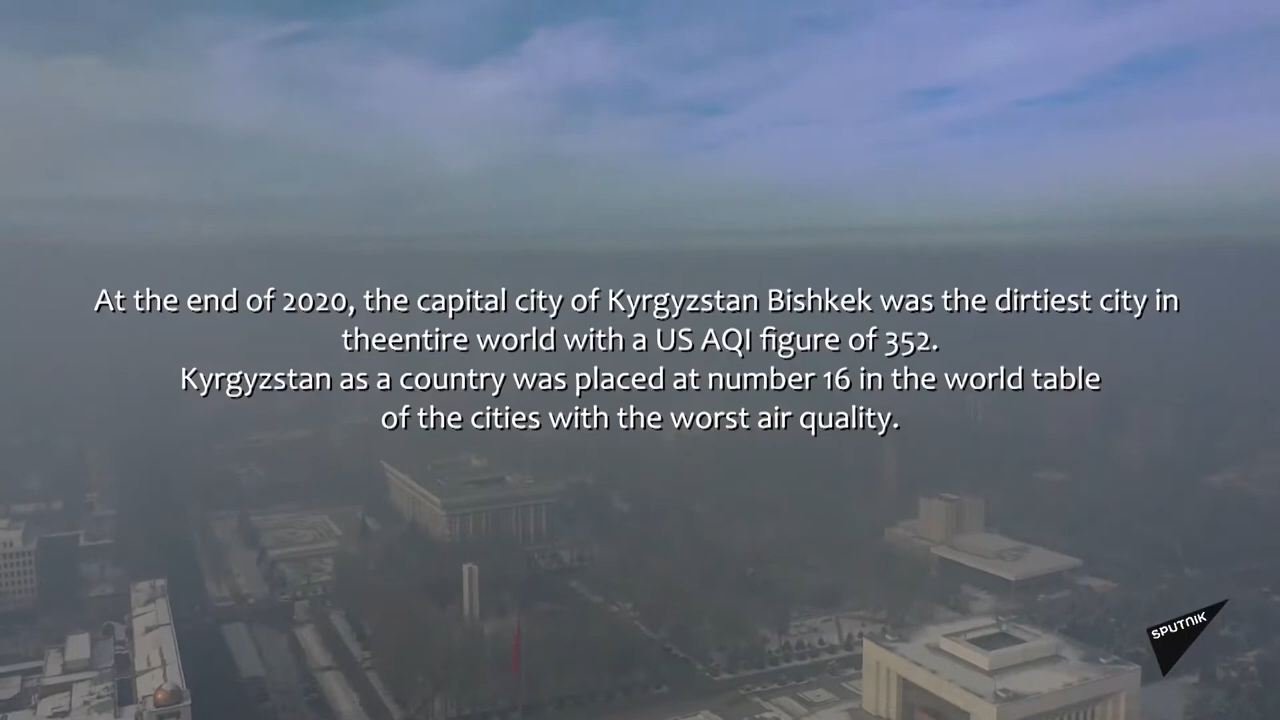 At the end of 2020, the capital city of Kyrgyzstan Bishkek was the dirtiest city in
theentire world with a US AQI figure of 352.
Kyrgyzstan as a country was placed at number 16 in the world table
of the cities with the worst air quality.
SPUTNIK